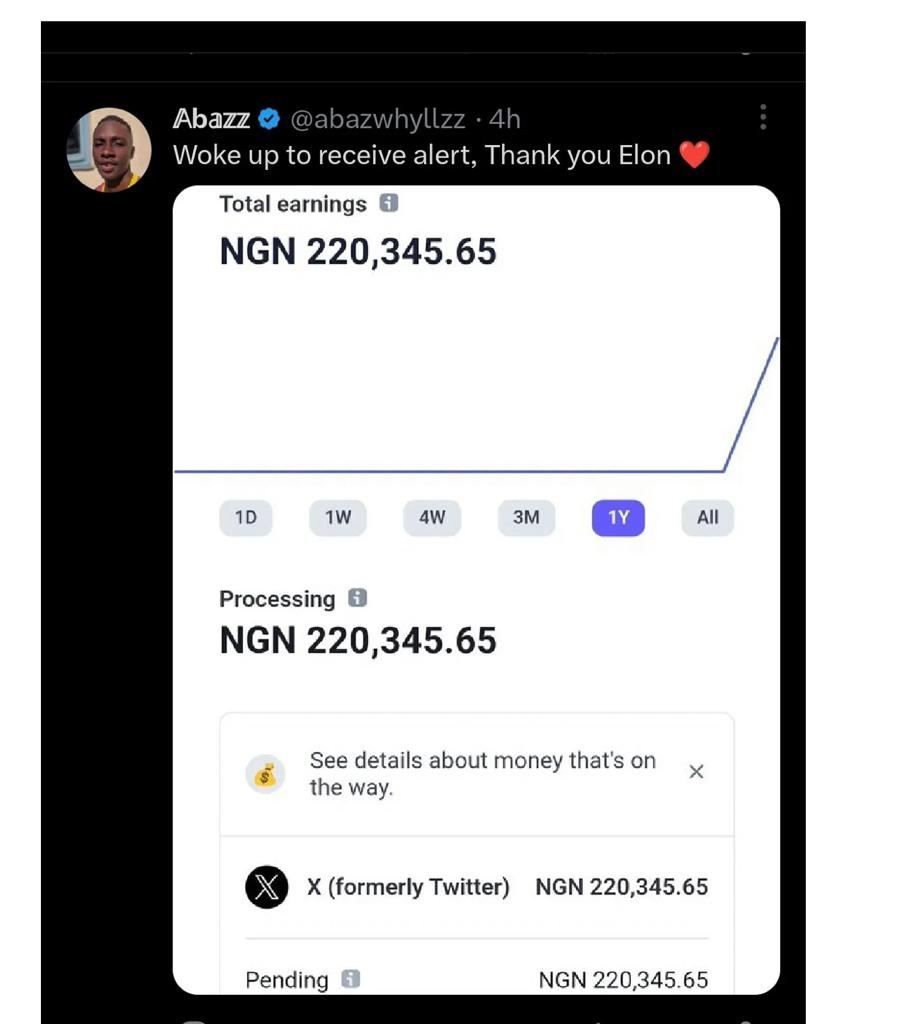 Abazz @abazwhyllzz · 4h
Woke up to receive alert, Thank you Elon ❤️
Total earnings
NGN 220,345.65
1D 1W 4W 3M 1Y All
Processing
NGN 220,345.65
See details about money that's on
the way.
X (formerly Twitter) NGN 220,345.65
Pending NGN 220,345.65